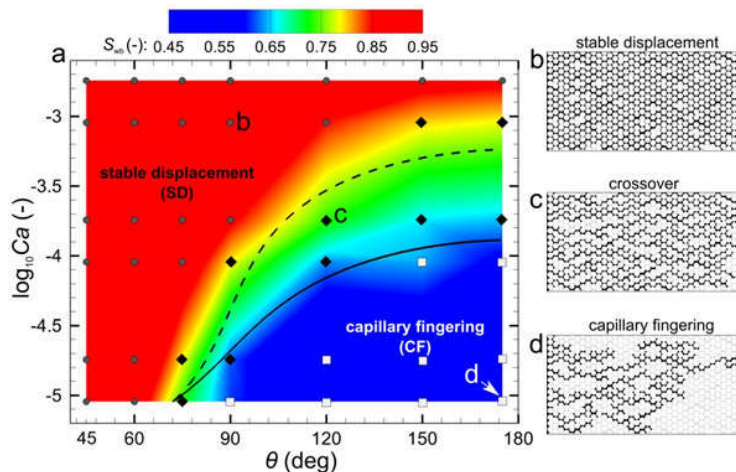 S_wb (-): 0.45 0.55 0.65 0.75 0.85 0.95
a
b
stable displacement
-3
b
stable displacement
(SD)
-3.5
c
crossover
c
log₁₀Ca (-)
-4
-4.5
capillary fingering
(CF)
d
capillary fingering
d
-5
45 60 75 90 120 150 180
θ (deg)